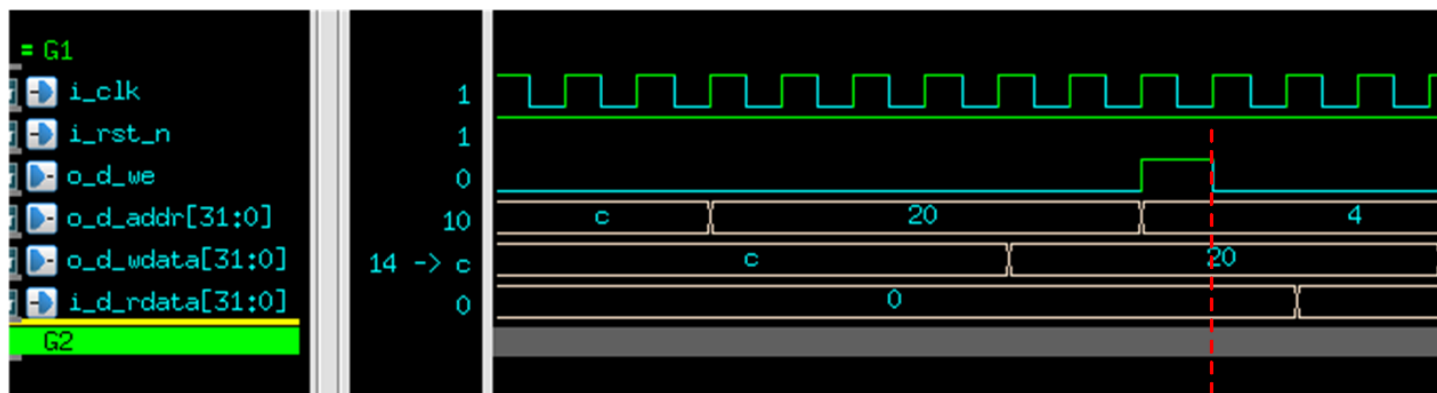 = G1
i_clk 1
i_rst_n 1
o_d_we 0
o_d_addr[31:0] 10 c 20 4
o_d_wdata[31:0] 14 -> c c 20
i_d_rdata[31:0] 0 0
G2